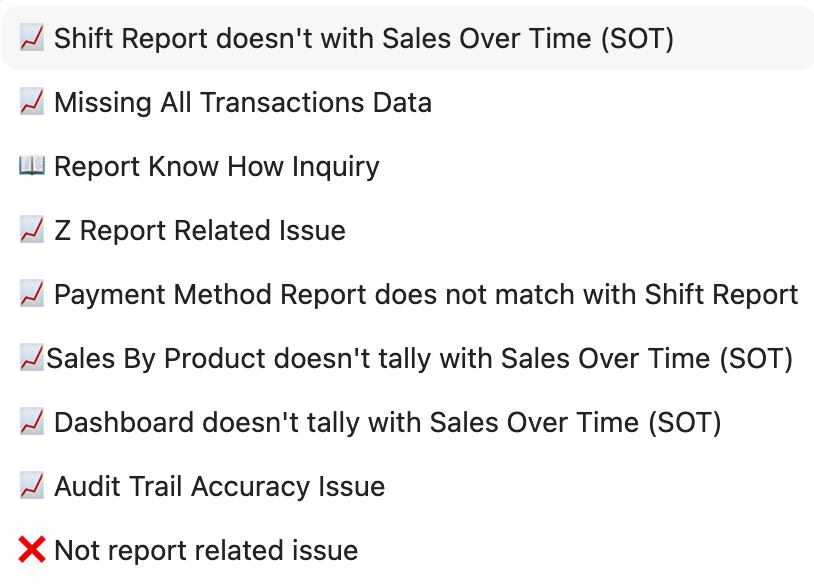 Shift Report doesn't with Sales Over Time (SOT)
Missing All Transactions Data
Report Know How Inquiry
Z Report Related Issue
Payment Method Report does not match with Shift Report
Sales By Product doesn't tally with Sales Over Time (SOT)
Dashboard doesn't tally with Sales Over Time (SOT)
Audit Trail Accuracy Issue
Not report related issue